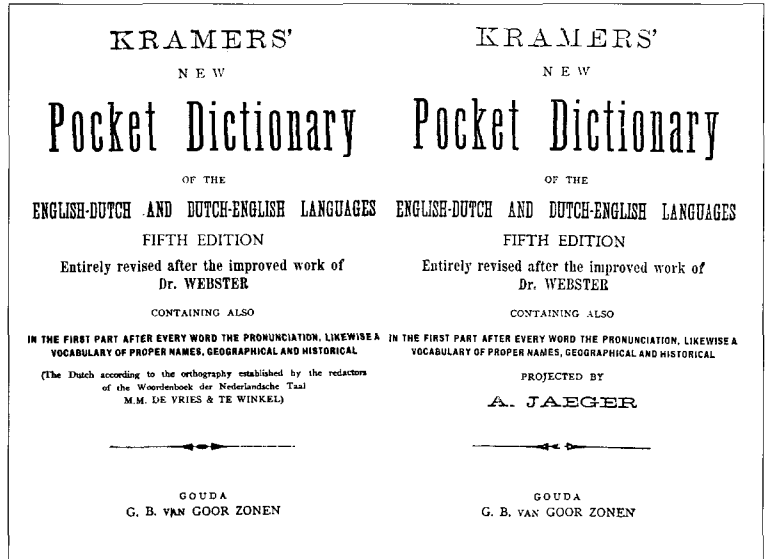 KRAMERS'
NEW
Pocket Dictionary
OF THE
ENGLISH-DUTCH AND DUTCH-ENGLISH LANGUAGES
FIFTH EDITION
Entirely revised after the improved work of
Dr. WEBSTER
CONTAINING ALSO
IN THE FIRST PART AFTER EVERY WORD THE PRONUNCIATION, LIKEWISE A
VOCABULARY OF PROPER NAMES, GEOGRAPHICAL AND HISTORICAL
(The Dutch according to the orthography established by the redactors
of the Woordenboek der Nederlandsche Taal
M.M. DE VRIES & TE WINKEL)
GOUDA
G. B. VAN GOOR ZONEN
KRAMERS'
NEW
Pocket Dictionary
OF THE
ENGLISH-DUTCH AND DUTCH-ENGLISH LANGUAGES
FIFTH EDITION
Entirely revised after the improved work of
Dr. WEBSTER
CONTAINING ALSO
IN THE FIRST PART AFTER EVERY WORD THE PRONUNCIATION, LIKEWISE A
VOCABULARY OF PROPER NAMES, GEOGRAPHICAL AND HISTORICAL
PROJECTED BY
A. JAEGER
GOUDA
G. B. VAN GOOR ZONEN